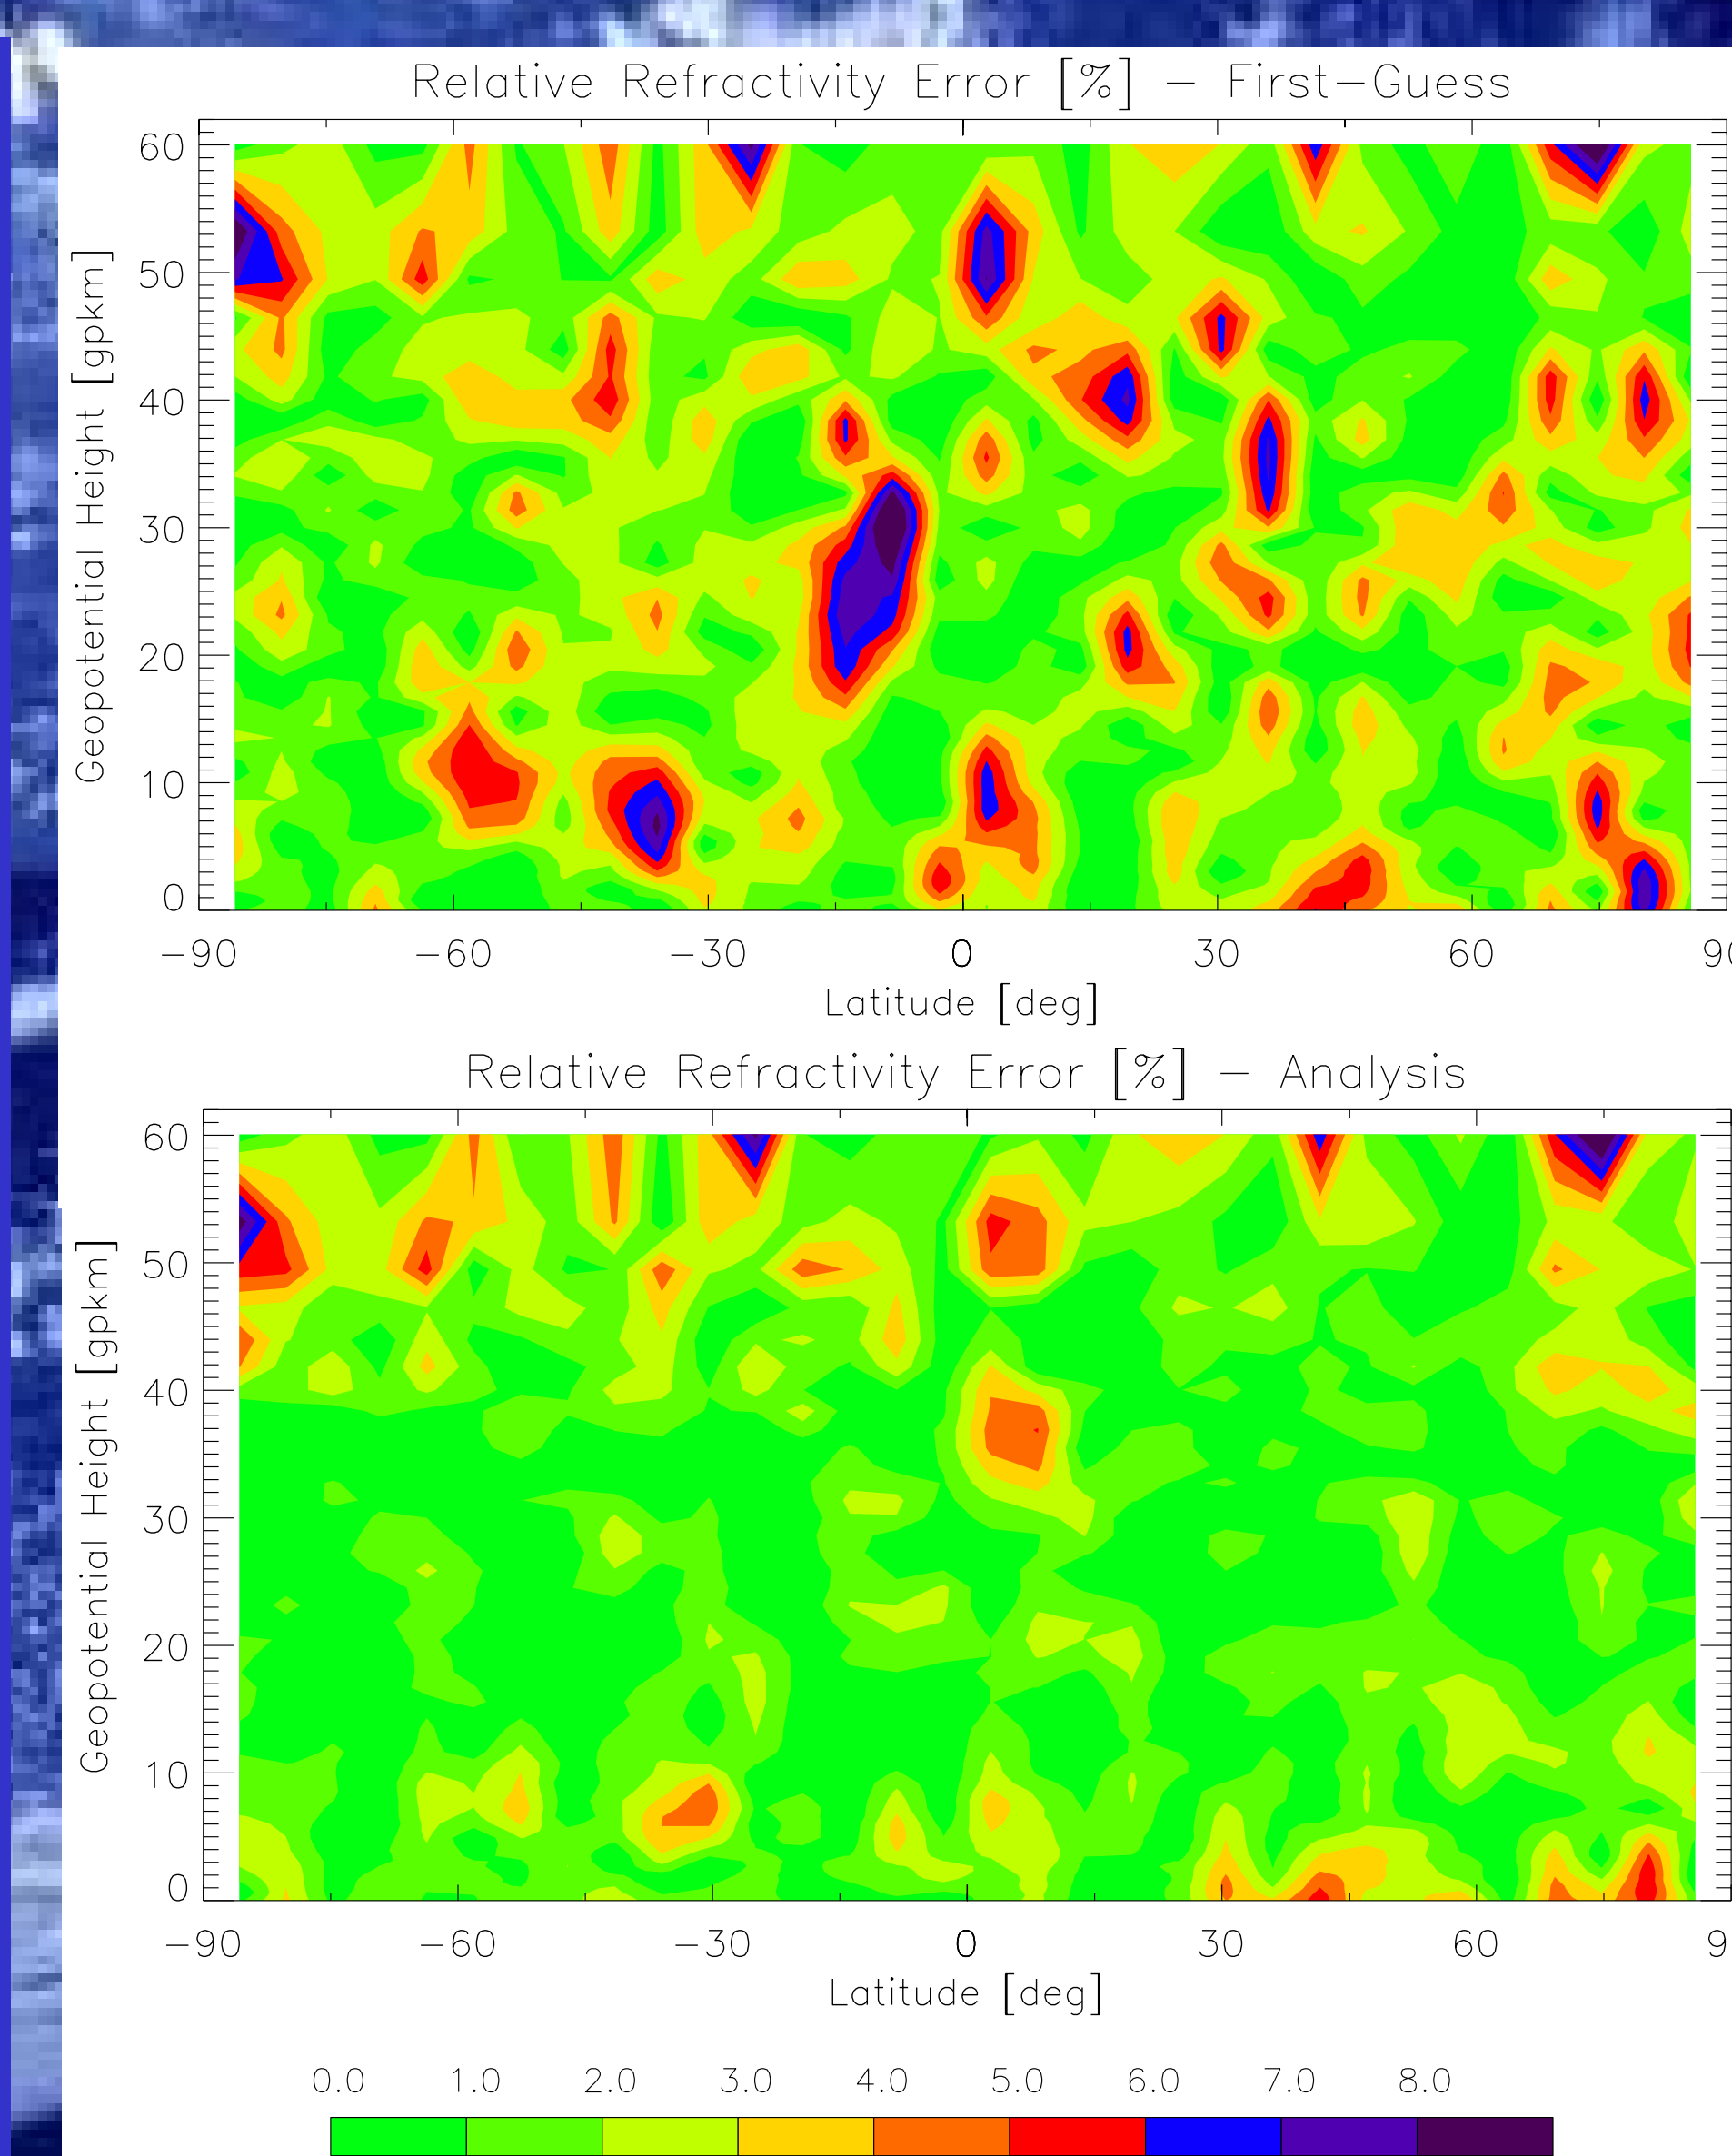 Relative Refractivity Error [%] – First–Guess
Geopotential Height [gpkm]
60
50
40
30
20
10
0
–90 –60 –30 0 30 60 90
Latitude [deg]
Relative Refractivity Error [%] – Analysis
Geopotential Height [gpkm]
60
50
40
30
20
10
0
–90 –60 –30 0 30 60 9
Latitude [deg]
0.0 1.0 2.0 3.0 4.0 5.0 6.0 7.0 8.0